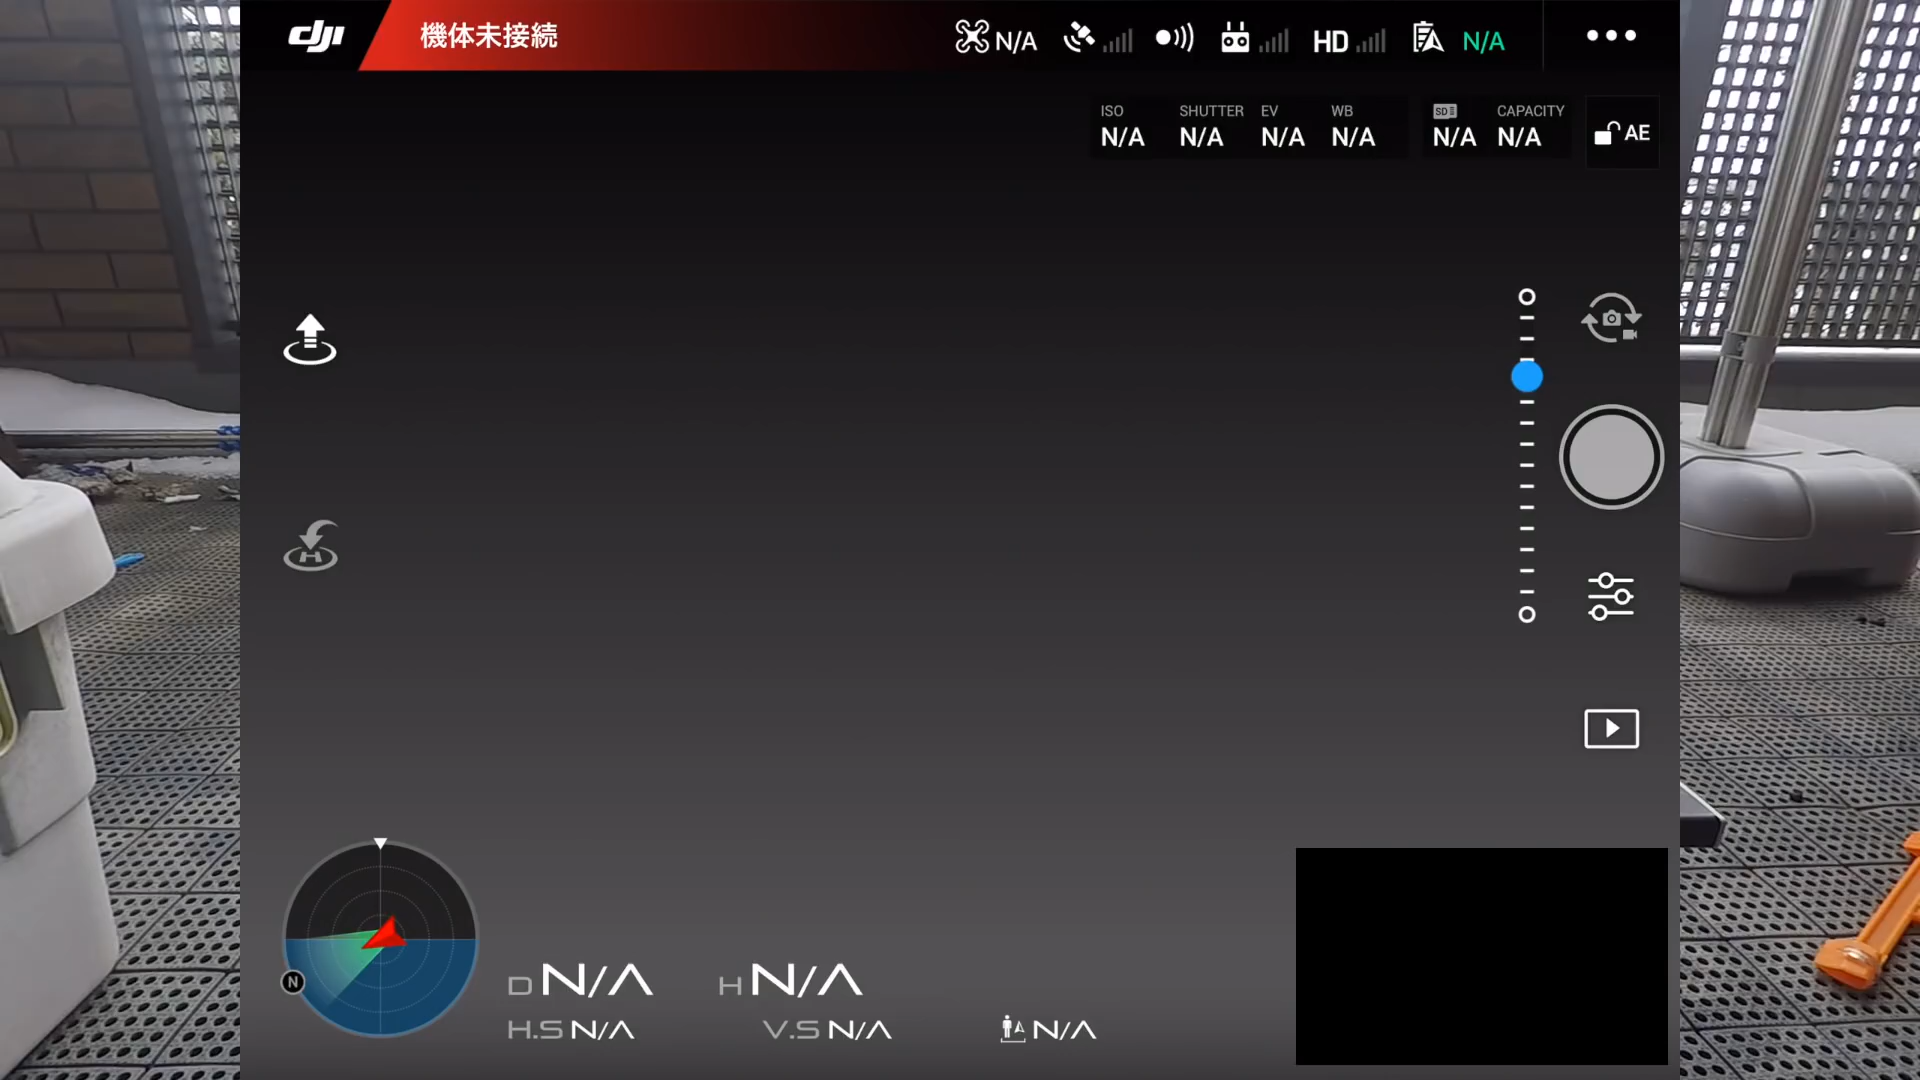 dji 機体未接続 N/A HD N/A
ISO SHUTTER EV WB SD CAPACITY
N/A N/A N/A N/A N/A N/A AE
H
N
D N/A H N/A
H.S N/A V.S N/A N/A